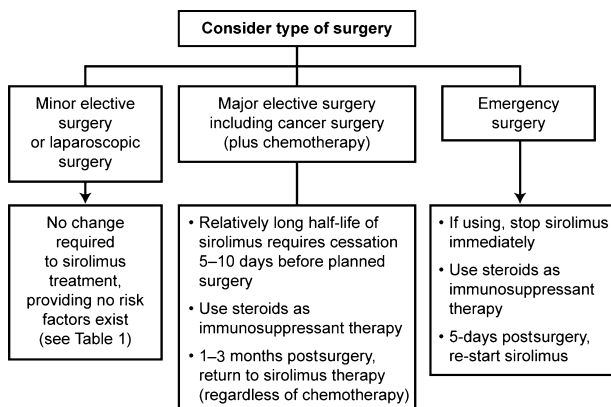 Consider type of surgery
Minor elective
surgery
or laparoscopic
surgery
Major elective surgery
including cancer surgery
(plus chemotherapy)
Emergency
surgery
No change
required
to sirolimus
treatment,
providing no risk
factors exist
(see Table 1)
• Relatively long half-life of
sirolimus requires cessation
5–10 days before planned
surgery
• Use steroids as
immunosuppressant therapy
• 1–3 months postsurgery,
return to sirolimus therapy
(regardless of chemotherapy)
• If using, stop sirolimus
immediately
• Use steroids as
immunosuppressant
therapy
• 5-days postsurgery,
re-start sirolimus